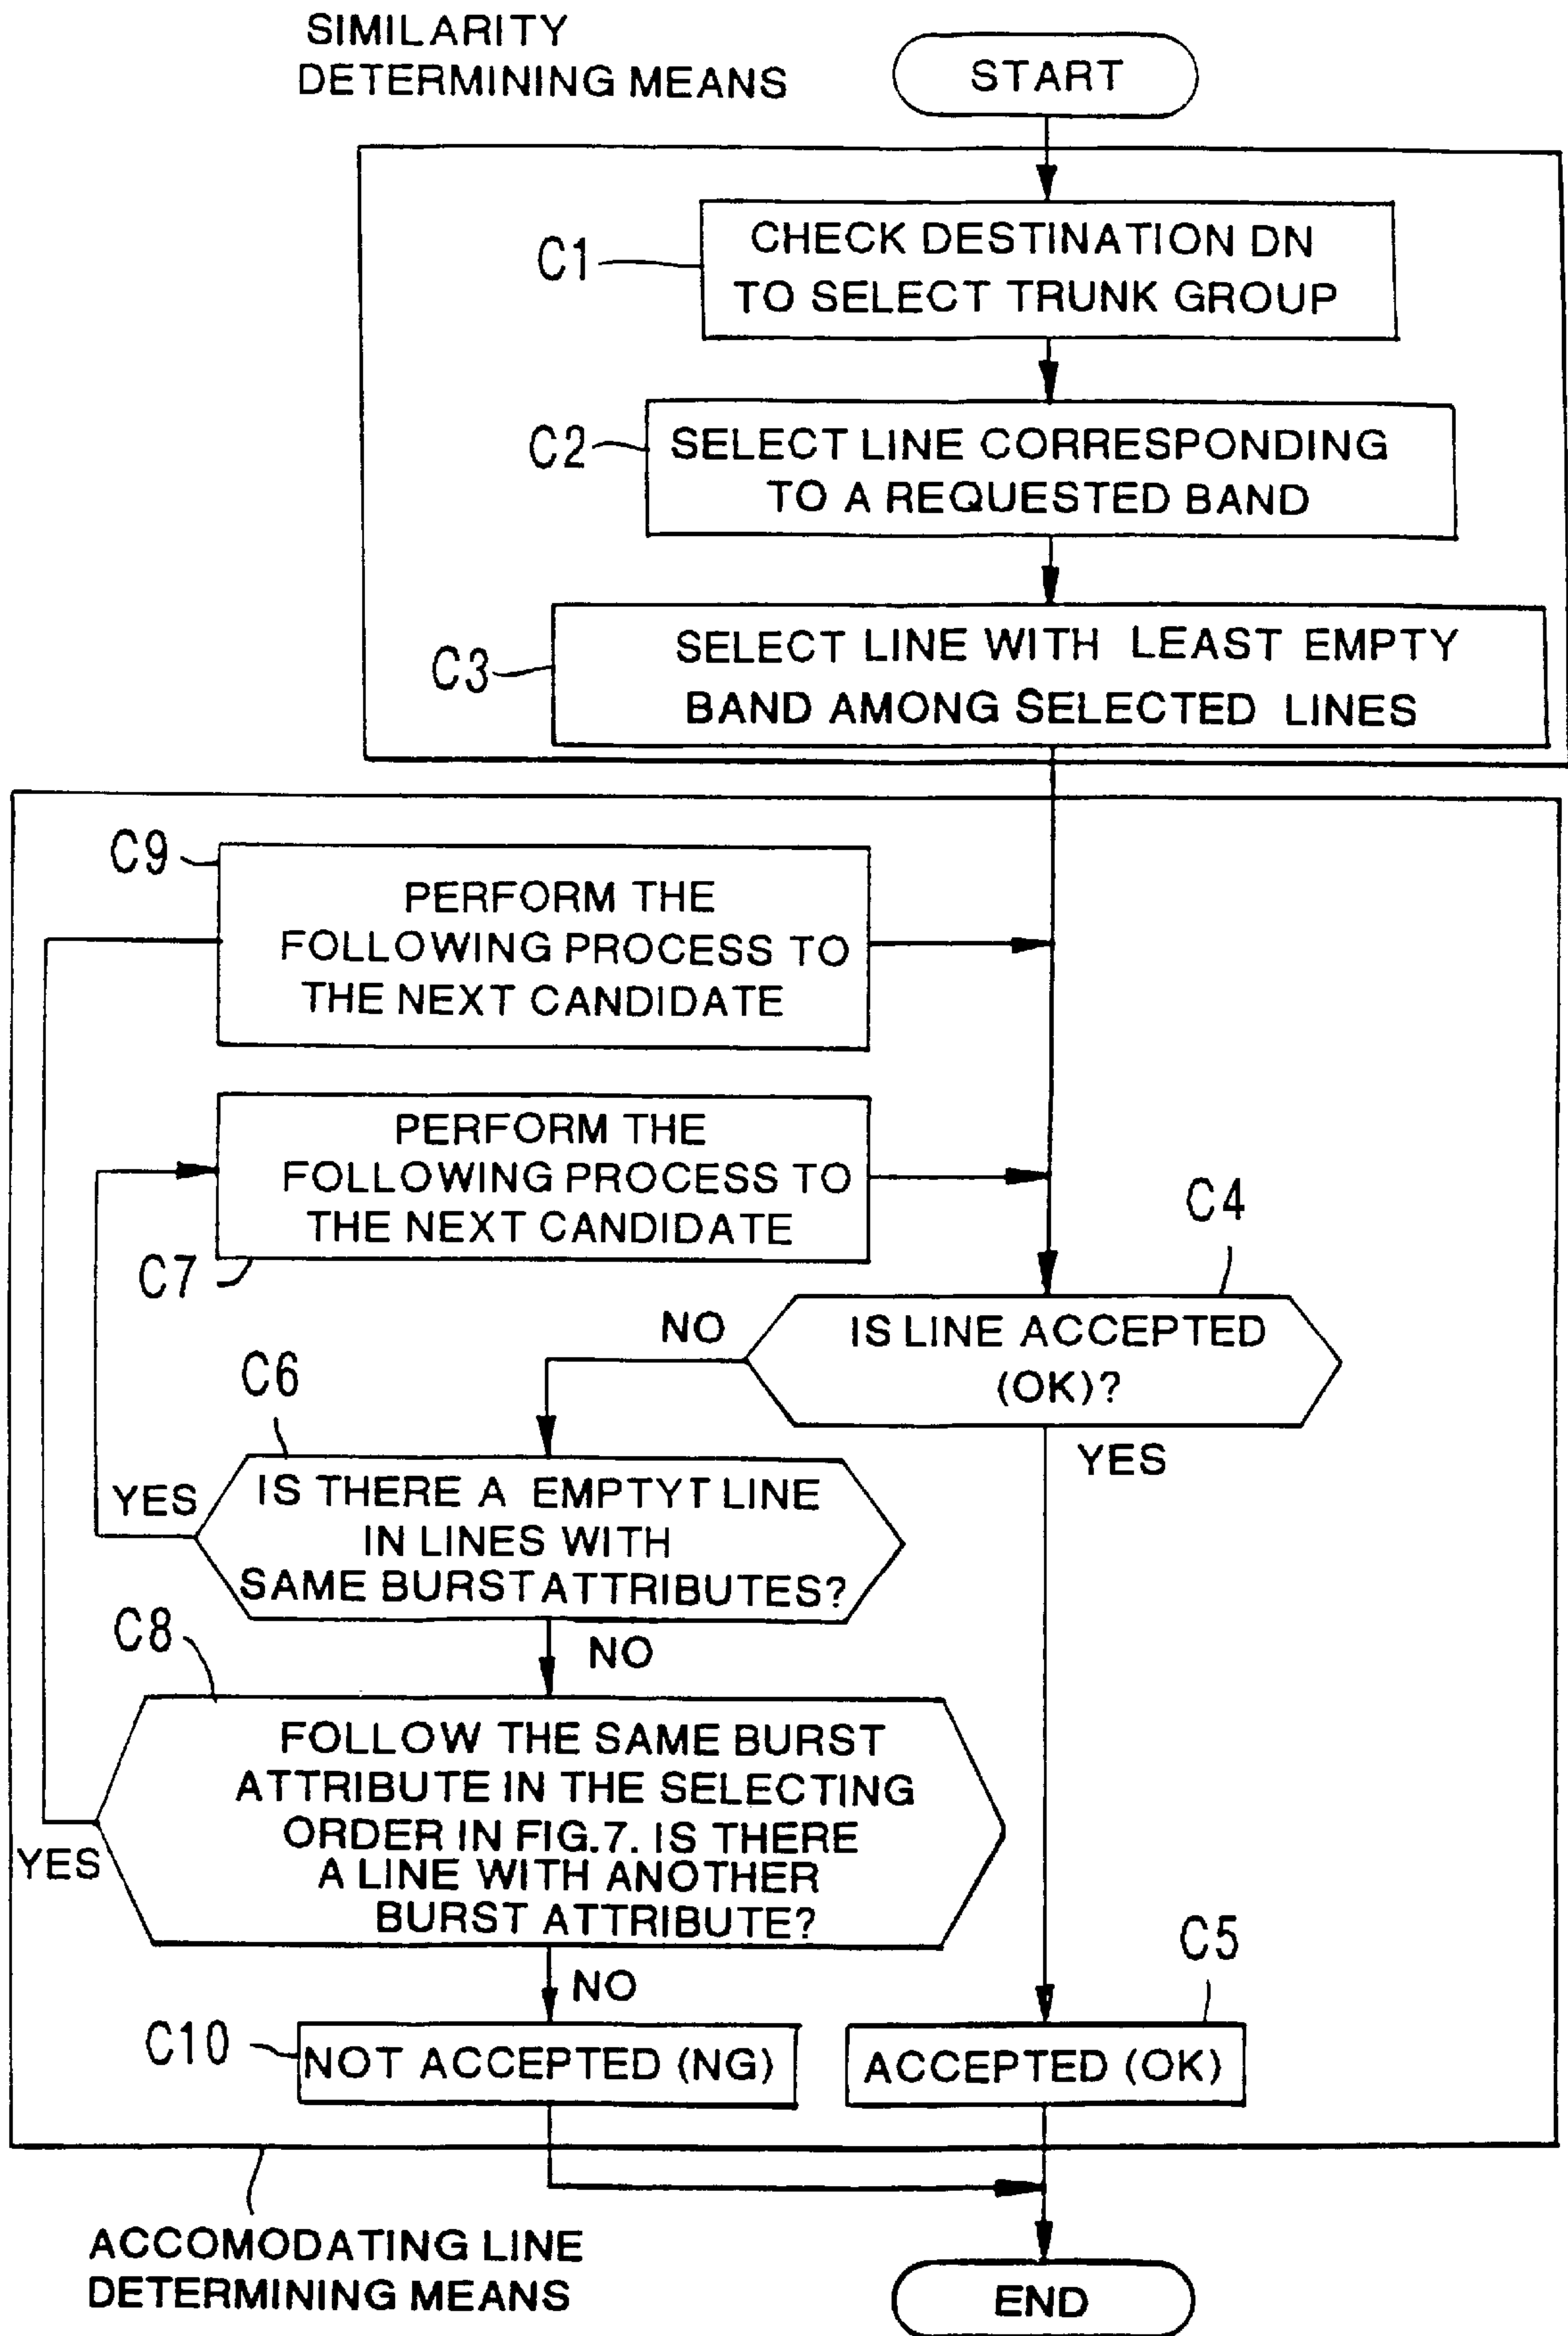 SIMILARITY
DETERMINING MEANS
START
C1
CHECK DESTINATION DN
TO SELECT TRUNK GROUP
C2
SELECT LINE CORRESPONDING
TO A REQUESTED BAND
C3
SELECT LINE WITH LEAST EMPTY
BAND AMONG SELECTED LINES
C9
PERFORM THE
FOLLOWING PROCESS TO
THE NEXT CANDIDATE
PERFORM THE
FOLLOWING PROCESS TO
THE NEXT CANDIDATE
C7
C4
IS LINE ACCEPTED
(OK)?
NO
YES
C6
IS THERE A EMPTYT LINE
IN LINES WITH
SAME BURST ATTRIBUTES?
YES
NO
C8
FOLLOW THE SAME BURST
ATTRIBUTE IN THE SELECTING
ORDER IN FIG.7. IS THERE
A LINE WITH ANOTHER
BURST ATTRIBUTE?
YES
NO
C10
NOT ACCEPTED (NG)
C5
ACCEPTED (OK)
ACCOMODATING LINE
DETERMINING MEANS
END